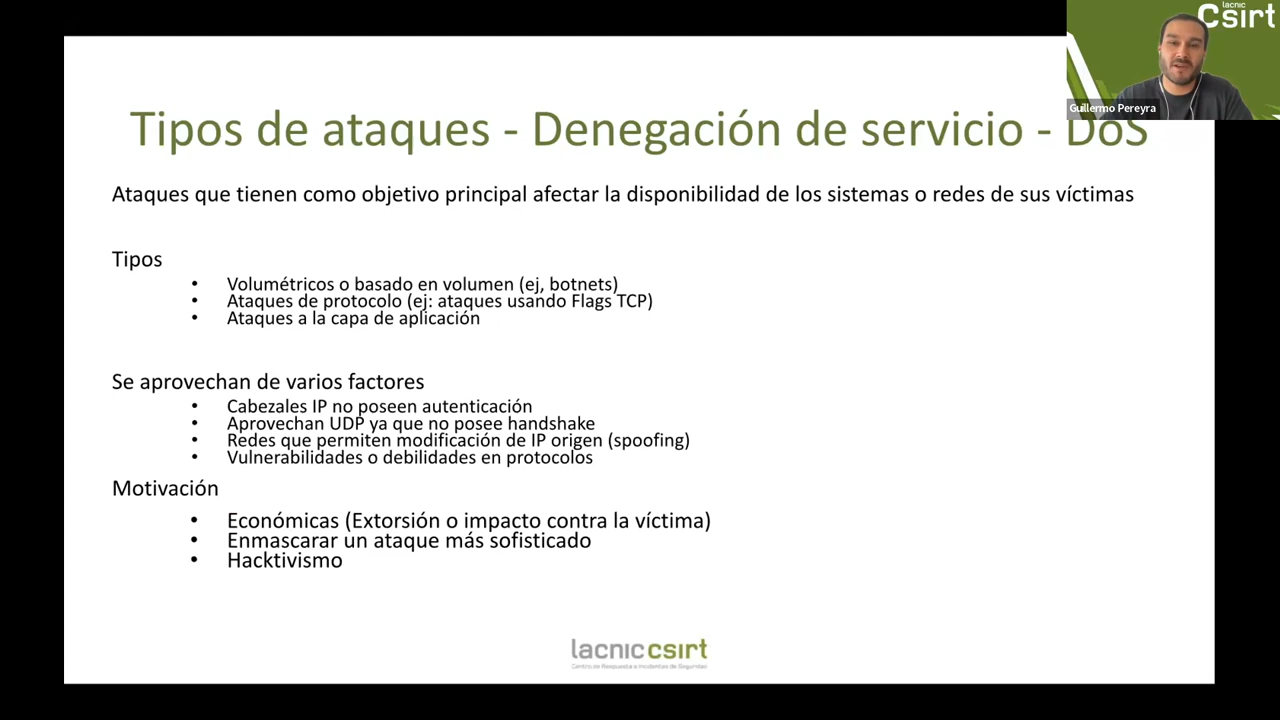 lacnic
Csirt
Guillermo Pereyra
Tipos de ataques - Denegación de servicio - DoS
Ataques que tienen como objetivo principal afectar la disponibilidad de los sistemas o redes de sus víctimas
Tipos
• Volumétricos o basado en volumen (ej, botnets)
• Ataques de protocolo (ej: ataques usando Flags TCP)
• Ataques a la capa de aplicación
Se aprovechan de varios factores
• Cabezales IP no poseen autenticación
• Aprovechan UDP ya que no posee handshake
• Redes que permiten modificación de IP origen (spoofing)
• Vulnerabilidades o debilidades en protocolos
Motivación
• Económicas (Extorsión o impacto contra la víctima)
• Enmascarar un ataque más sofisticado
• Hacktivismo
lacnic csirt
Centro de Respuesta a Incidentes de Seguridad